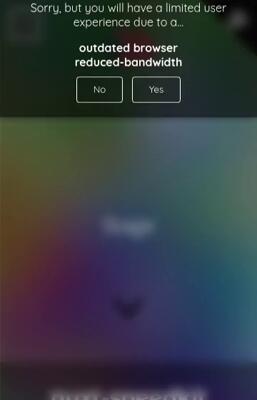 Sorry, but you will have a limited user
experience due to a...
outdated browser
reduced-bandwidth
No
Yes